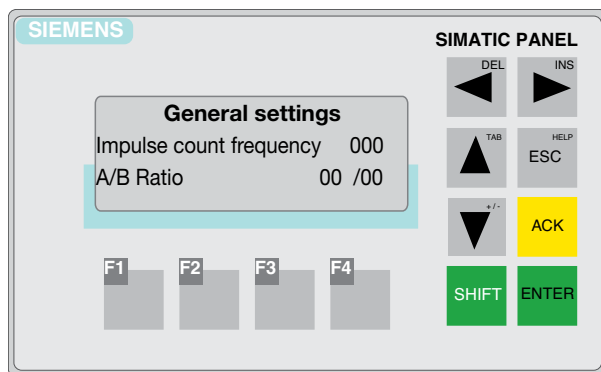 SIEMENS
SIMATIC PANEL
DEL
INS
General settings
Impulse count frequency 000
A/B Ratio 00 /00
TAB
HELP
ESC
+/-
ACK
F1 F2 F3 F4
SHIFT ENTER